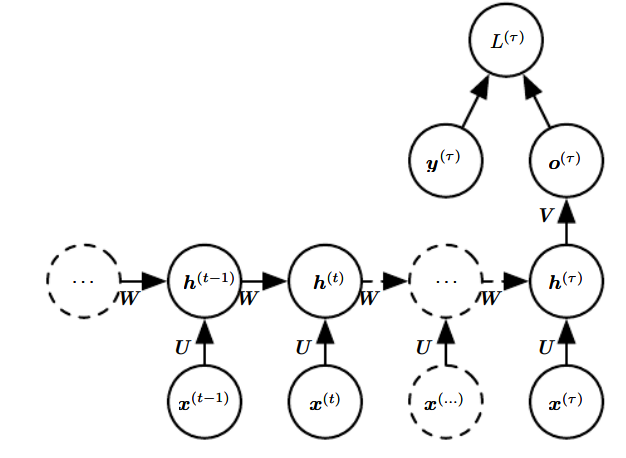 L^(τ)
y^(τ) o^(τ)
V
... h^(t−1) h^(t) ... h^(τ)
W W W W
U U U U
x^(t−1) x^(t) x^(...) x^(τ)